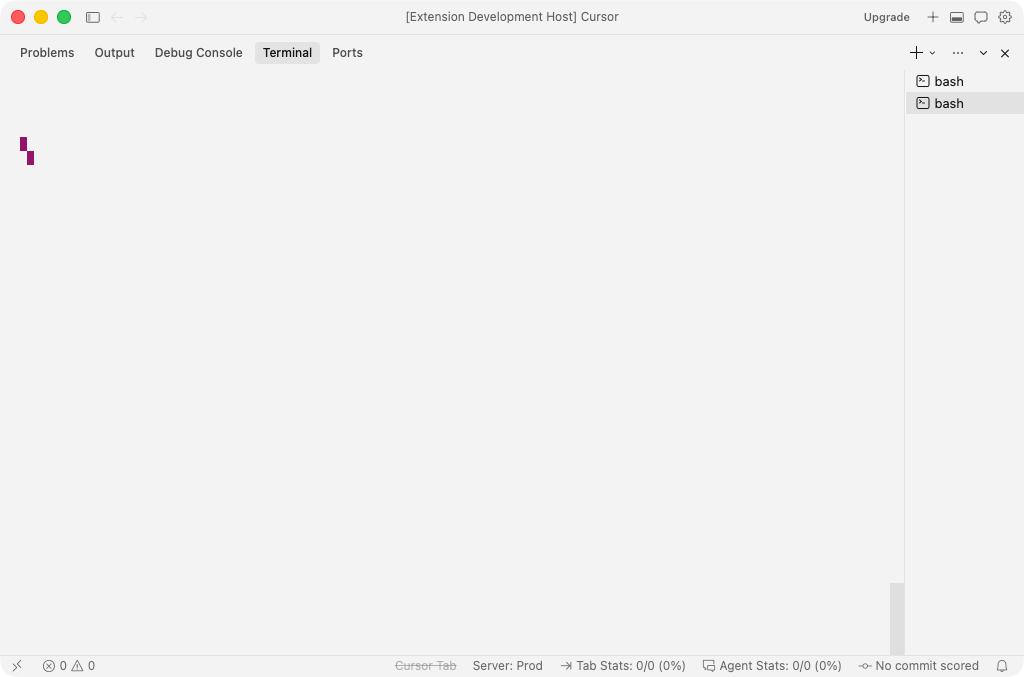 [Extension Development Host] Cursor
Upgrade
Problems Output Debug Console Terminal Ports
bash
bash
0 0 Cursor Tab Server: Prod Tab Stats: 0/0 (0%) Agent Stats: 0/0 (0%) No commit scored